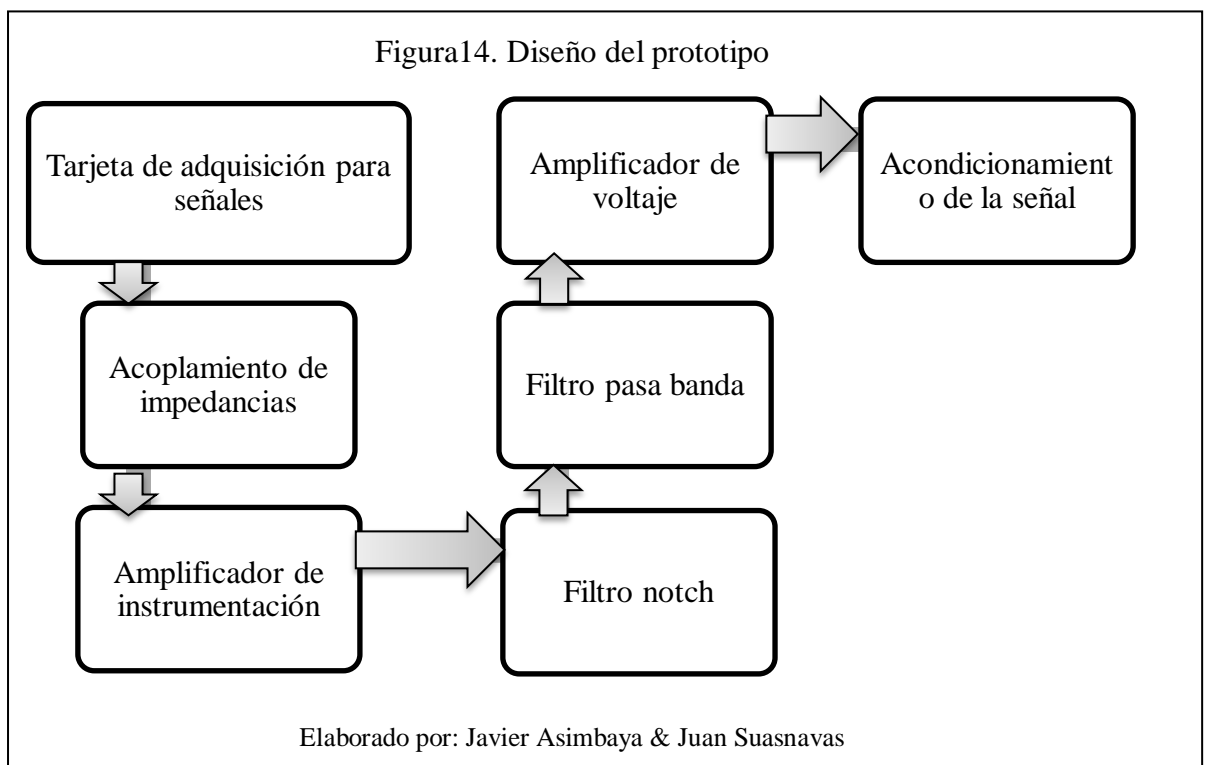 Figura14. Diseño del prototipo
Tarjeta de adquisición para
señales
Acoplamiento de
impedancias
Amplificador de
instrumentación
Filtro notch
Filtro pasa banda
Amplificador de
voltaje
Acondicionamient
o de la señal
Elaborado por: Javier Asimbaya & Juan Suasnavas